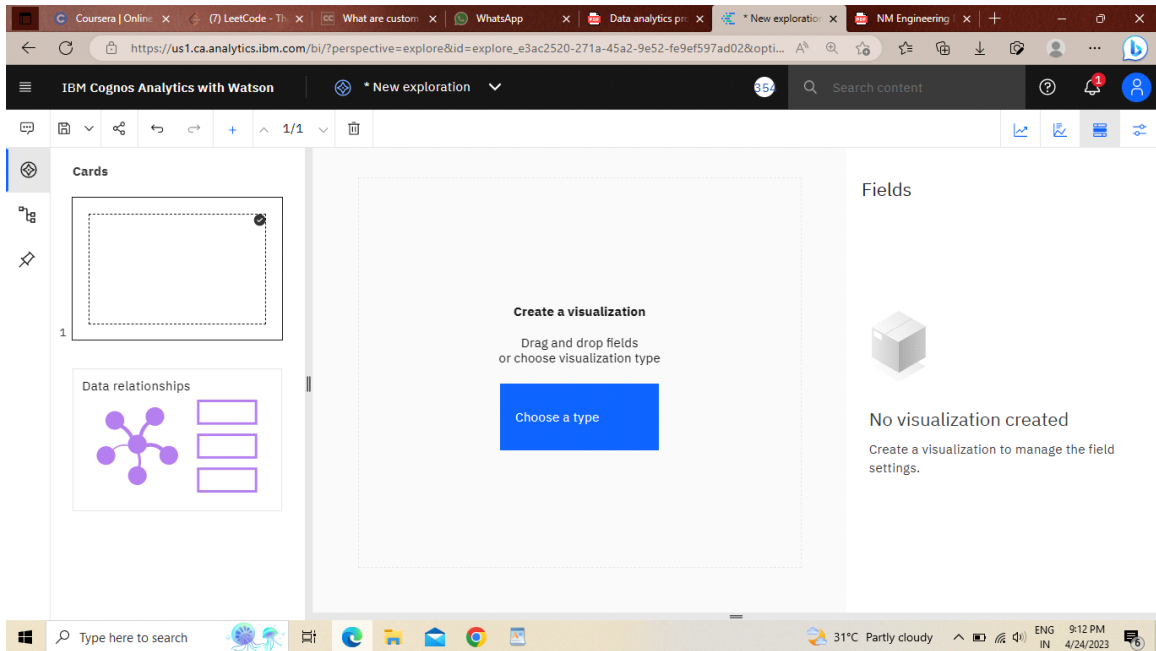 Coursera | Online
(7) LeetCode - Th
CC What are custom
WhatsApp
Data analytics pro
* New exploration
NM Engineering
https://us1.ca.analytics.ibm.com/bi/?perspective=explore&id=explore_e3ac2520-271a-45a2-9e52-fe9ef597ad02&opti...
IBM Cognos Analytics with Watson
* New exploration
354
Search content
1
1/1
Cards
1
Data relationships
Create a visualization
Drag and drop fields
or choose visualization type
Choose a type
Fields
No visualization created
Create a visualization to manage the field
settings.
Type here to search
31°C Partly cloudy
ENG
IN
9:12 PM
4/24/2023
6